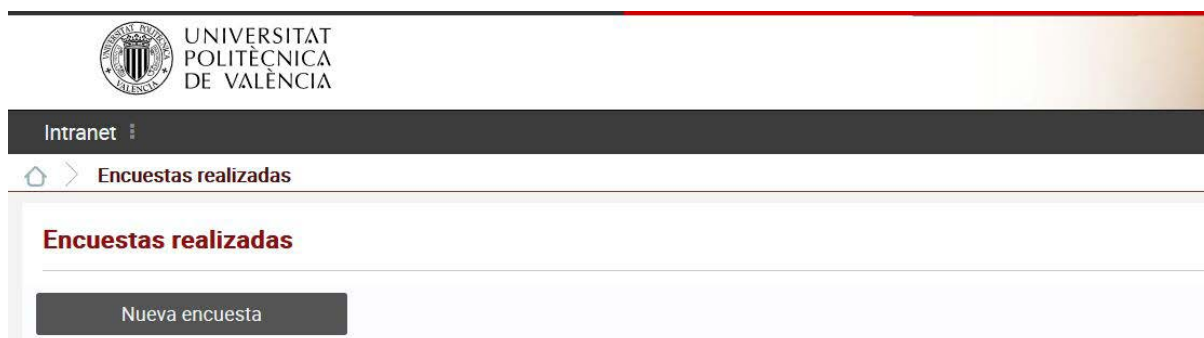 UNIVERSITAT
POLITÈCNICA
DE VALÈNCIA
Intranet
Encuestas realizadas
Encuestas realizadas
Nueva encuesta